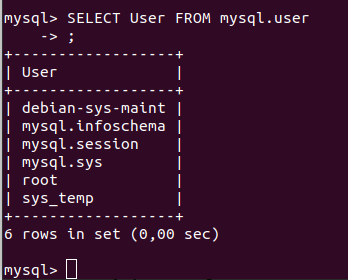 mysql> SELECT User FROM mysql.user
    -> ;
+------------------+
| User             |
+------------------+
| debian-sys-maint |
| mysql.infoschema |
| mysql.session    |
| mysql.sys        |
| root             |
| sys_temp         |
+------------------+
6 rows in set (0,00 sec)

mysql>